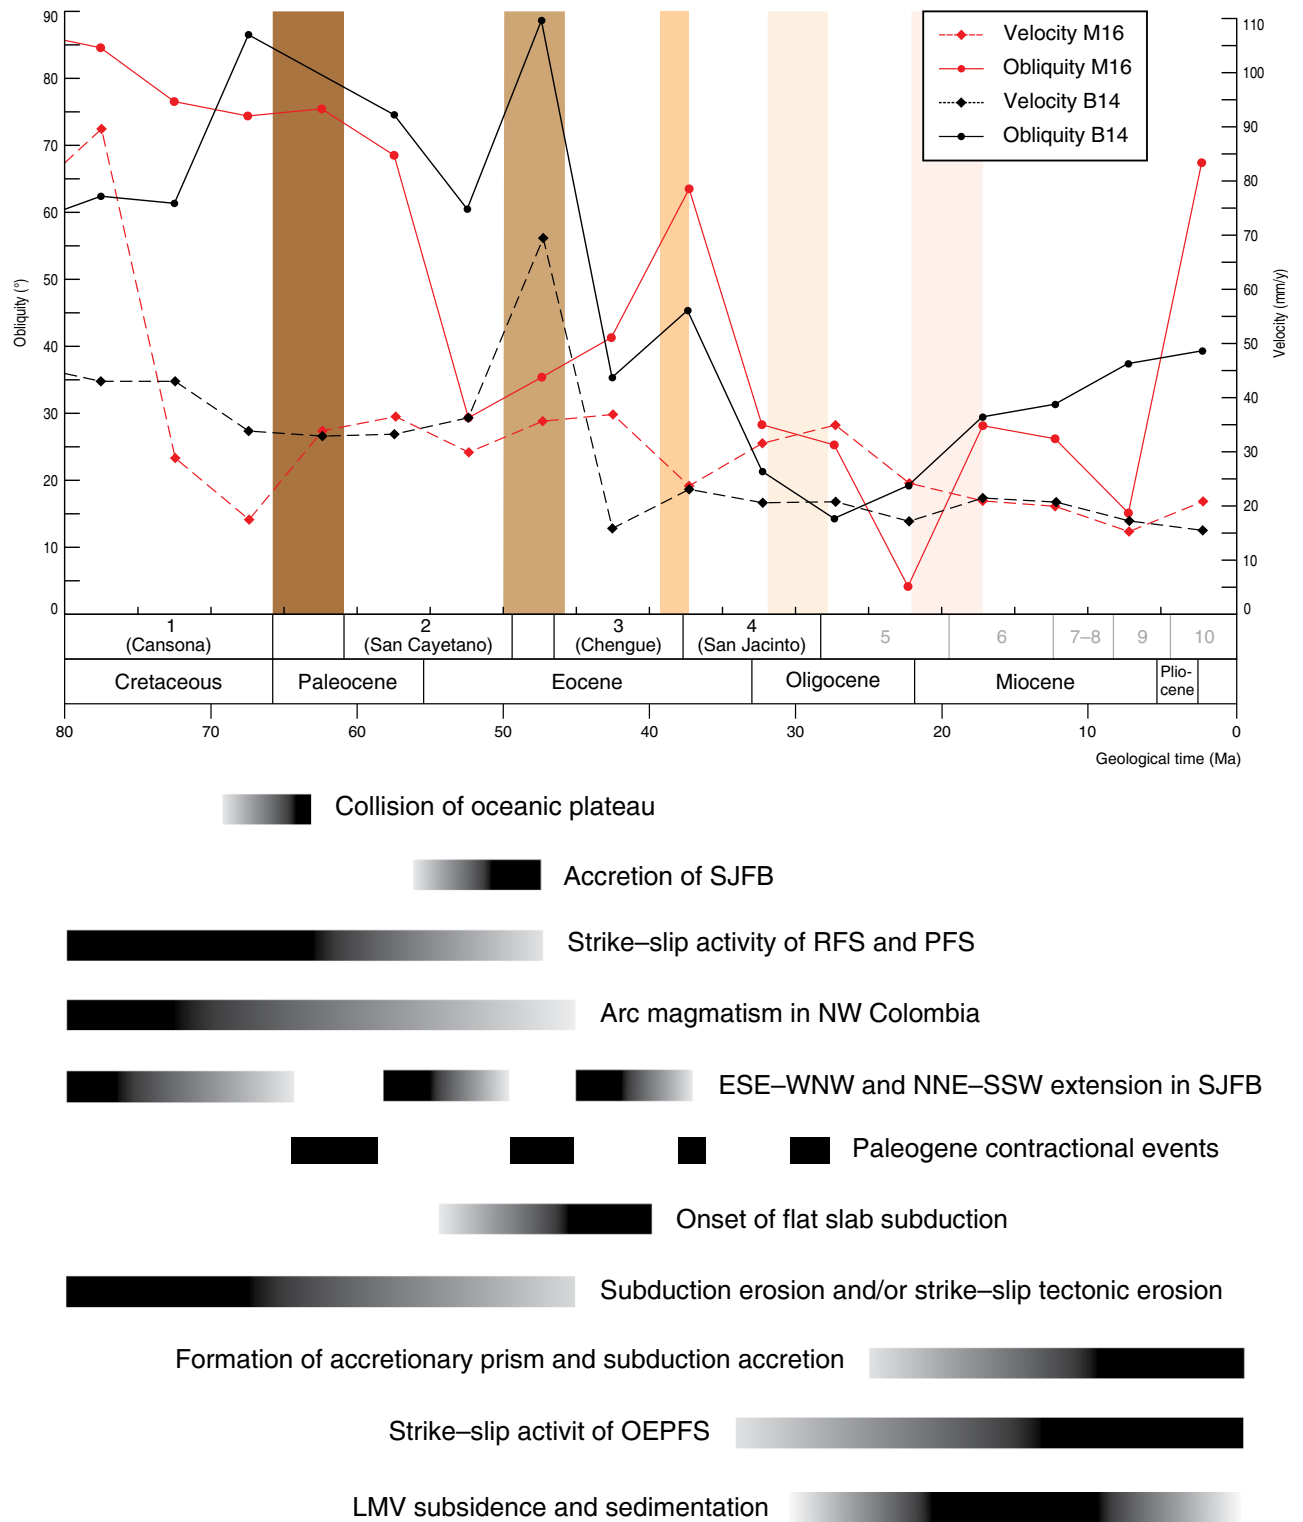 90
80
70
60
50
40
30
20
10
0
Obliquity (°)
110
100
90
80
70
60
50
40
30
20
10
0
Velocity (mm/y)
Velocity M16
Obliquity M16
Velocity B14
Obliquity B14
1
(Cansona)
2
(San Cayetano)
3
(Chengue)
4
(San Jacinto)
5
6
7–8
9
10
Cretaceous
Paleocene
Eocene
Oligocene
Miocene
Plio-
cene
80
70
60
50
40
30
20
10
0
Geological time (Ma)
Collision of oceanic plateau
Accretion of SJFB
Strike–slip activity of RFS and PFS
Arc magmatism in NW Colombia
ESE–WNW and NNE–SSW extension in SJFB
Paleogene contractional events
Onset of flat slab subduction
Subduction erosion and/or strike–slip tectonic erosion
Formation of accretionary prism and subduction accretion
Strike–slip activit of OEPFS
LMV subsidence and sedimentation